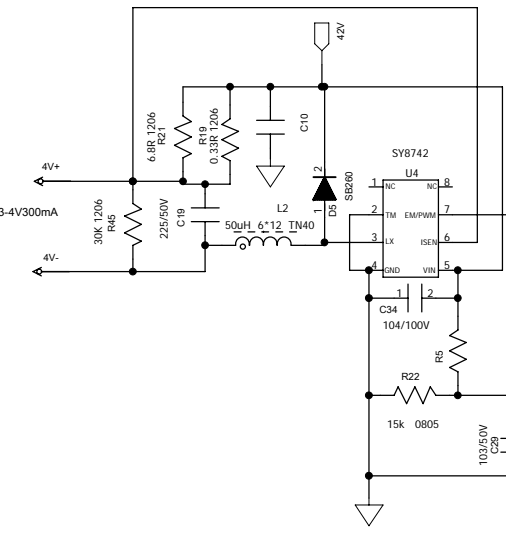 42V
6.8R 1206
R21
R19
0.33R 1206
C10
SY8742
U4
4V+
3-4V300mA
30K 1206
R45
225/50V
C19
L2
50uH 6*12 TN40
2
1
D5
SB260
1 NC NC 8
2 TM EM/PWM 7
3 LX ISEN 6
4 GND VIN 5
4V-
1 2
C34
104/100V
R5
R22
15k 0805
103/50V
C29